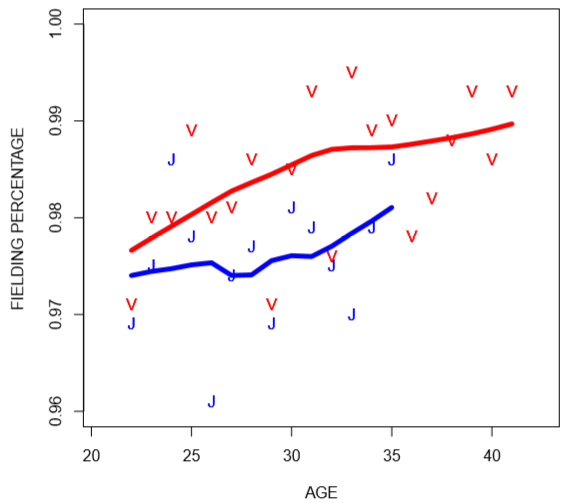 1.00
0.99
0.98
0.97
0.96
FIELDING PERCENTAGE
V
V V V
V
V V
V
J V J V
V
V
V J
V V V
J J
J V
J
V
J J
J
V V
J
J J
J
20 25 30 35 40
AGE